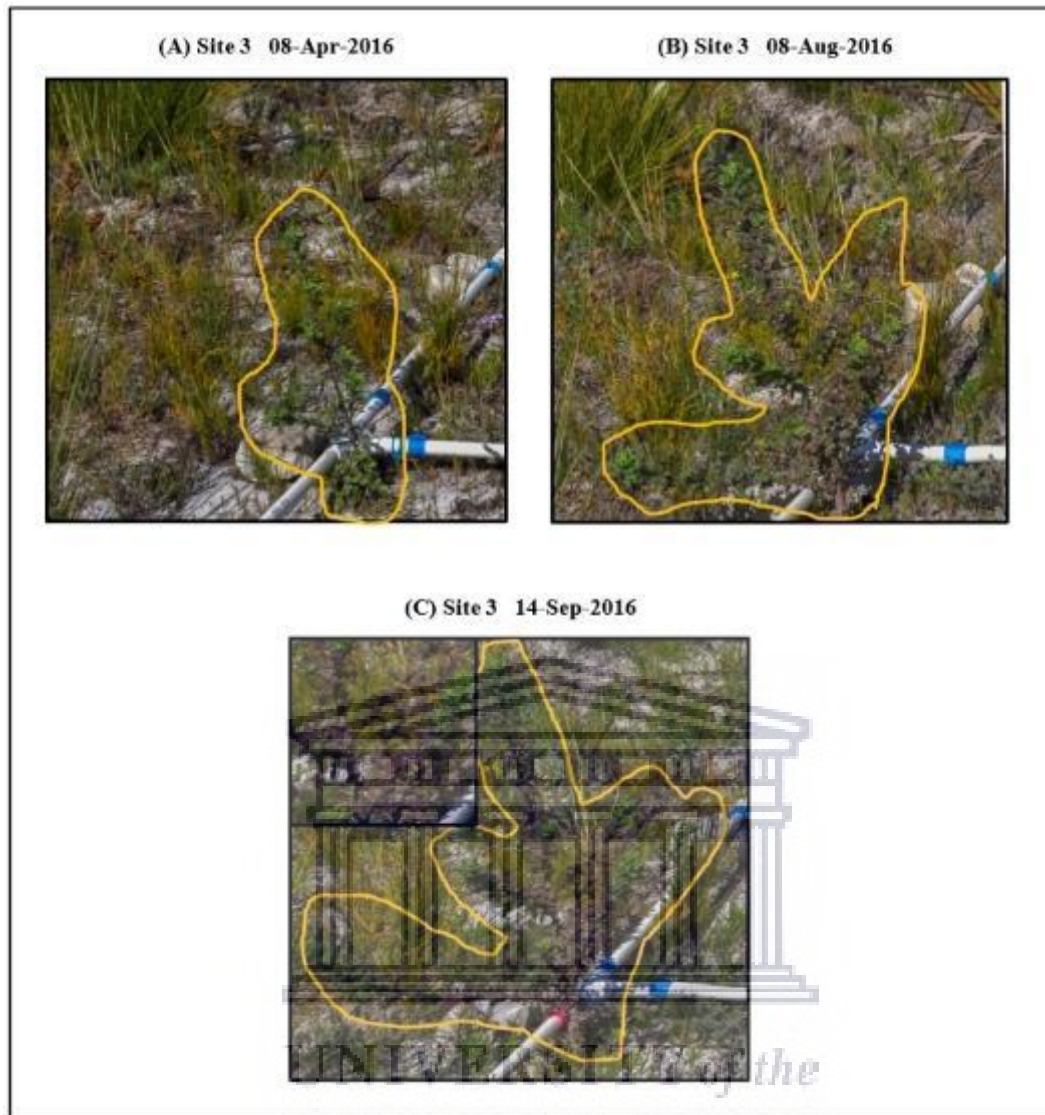 (A) Site 3 08-Apr-2016
(B) Site 3 08-Aug-2016
(C) Site 3 14-Sep-2016
UNIVERSITY of the